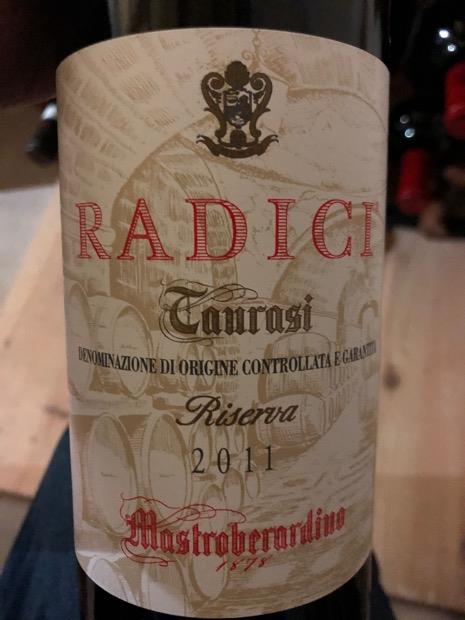 RADICI
Taurasi
DENOMINAZIONE DI ORIGINE CONTROLLATA E GARANTITA
Riserva
2011
Mastroberardino
1878